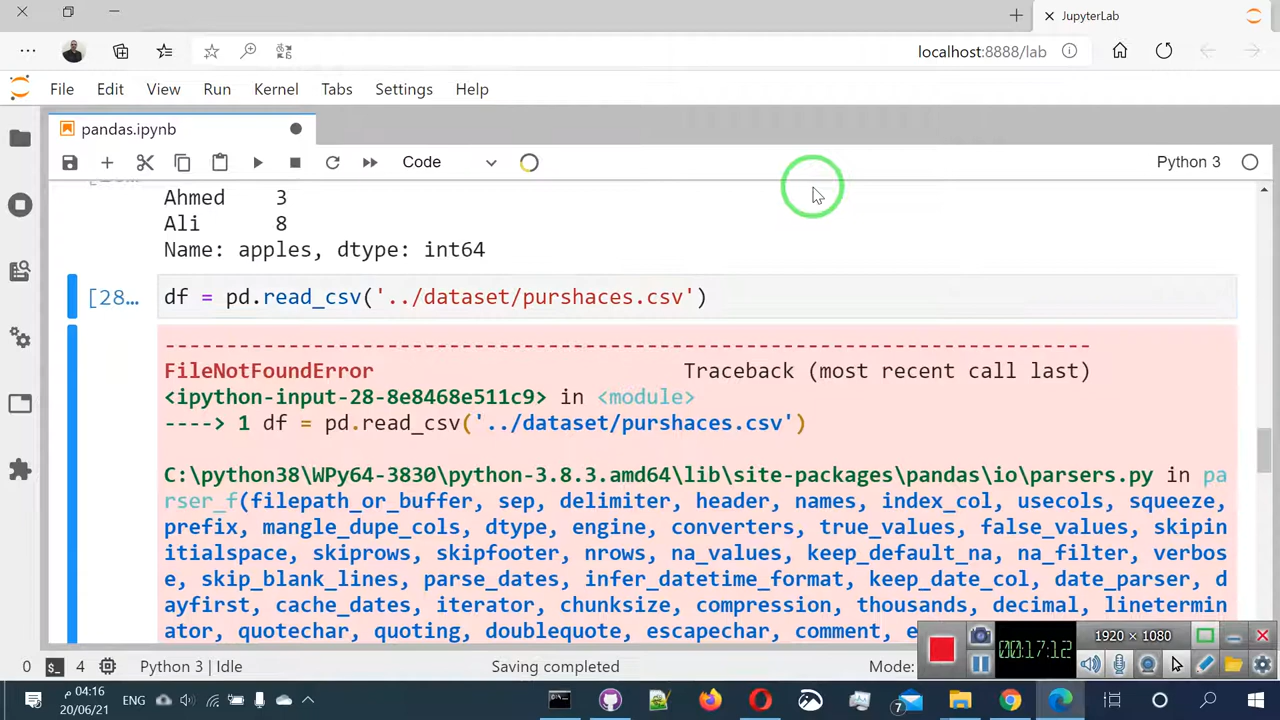 JupyterLab
localhost:8888/lab
File Edit View Run Kernel Tabs Settings Help
pandas.ipynb
Code
Python 3
Ahmed 3
Ali 8
Name: apples, dtype: int64
[28... df = pd.read_csv('../dataset/purshaces.csv')
---------------------------------------------------------------------------
FileNotFoundError Traceback (most recent call last)
<ipython-input-28-8e8468e511c9> in <module>
----> 1 df = pd.read_csv('../dataset/purshaces.csv')
C:\python38\WPy64-3830\python-3.8.3.amd64\lib\site-packages\pandas\io\parsers.py in pa
rser_f(filepath_or_buffer, sep, delimiter, header, names, index_col, usecols, squeeze,
prefix, mangle_dupe_cols, dtype, engine, converters, true_values, false_values, skipin
itialspace, skiprows, skipfooter, nrows, na_values, keep_default_na, na_filter, verbos
e, skip_blank_lines, parse_dates, infer_datetime_format, keep_date_col, date_parser, d
ayfirst, cache_dates, iterator, chunksize, compression, thousands, decimal, linetermin
ator, quotechar, quoting, doublequote, escapechar, comment, e
1920 × 1080
00:17:12
0 4 Python 3 | Idle Saving completed Mode:
04:16 م
20/06/21
ENG
7